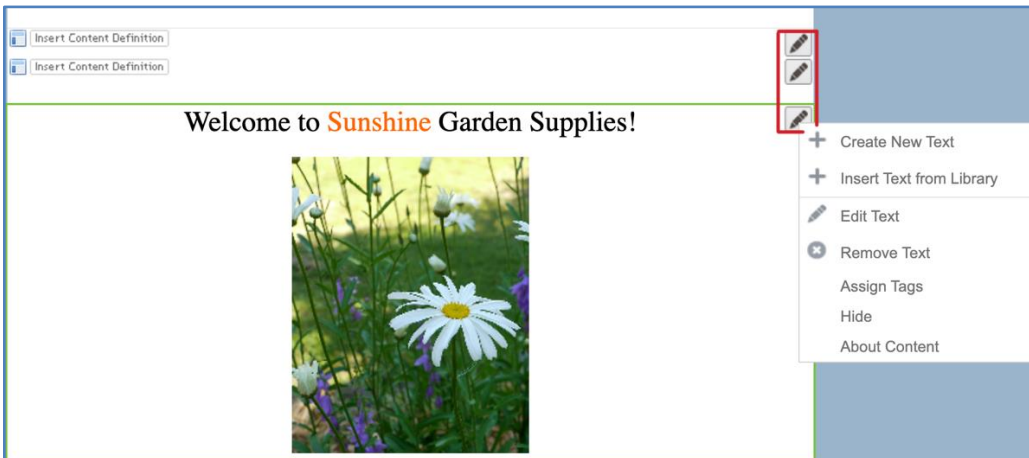 Insert Content Definition
Insert Content Definition
Welcome to Sunshine Garden Supplies!
Create New Text
Insert Text from Library
Edit Text
Remove Text
Assign Tags
Hide
About Content